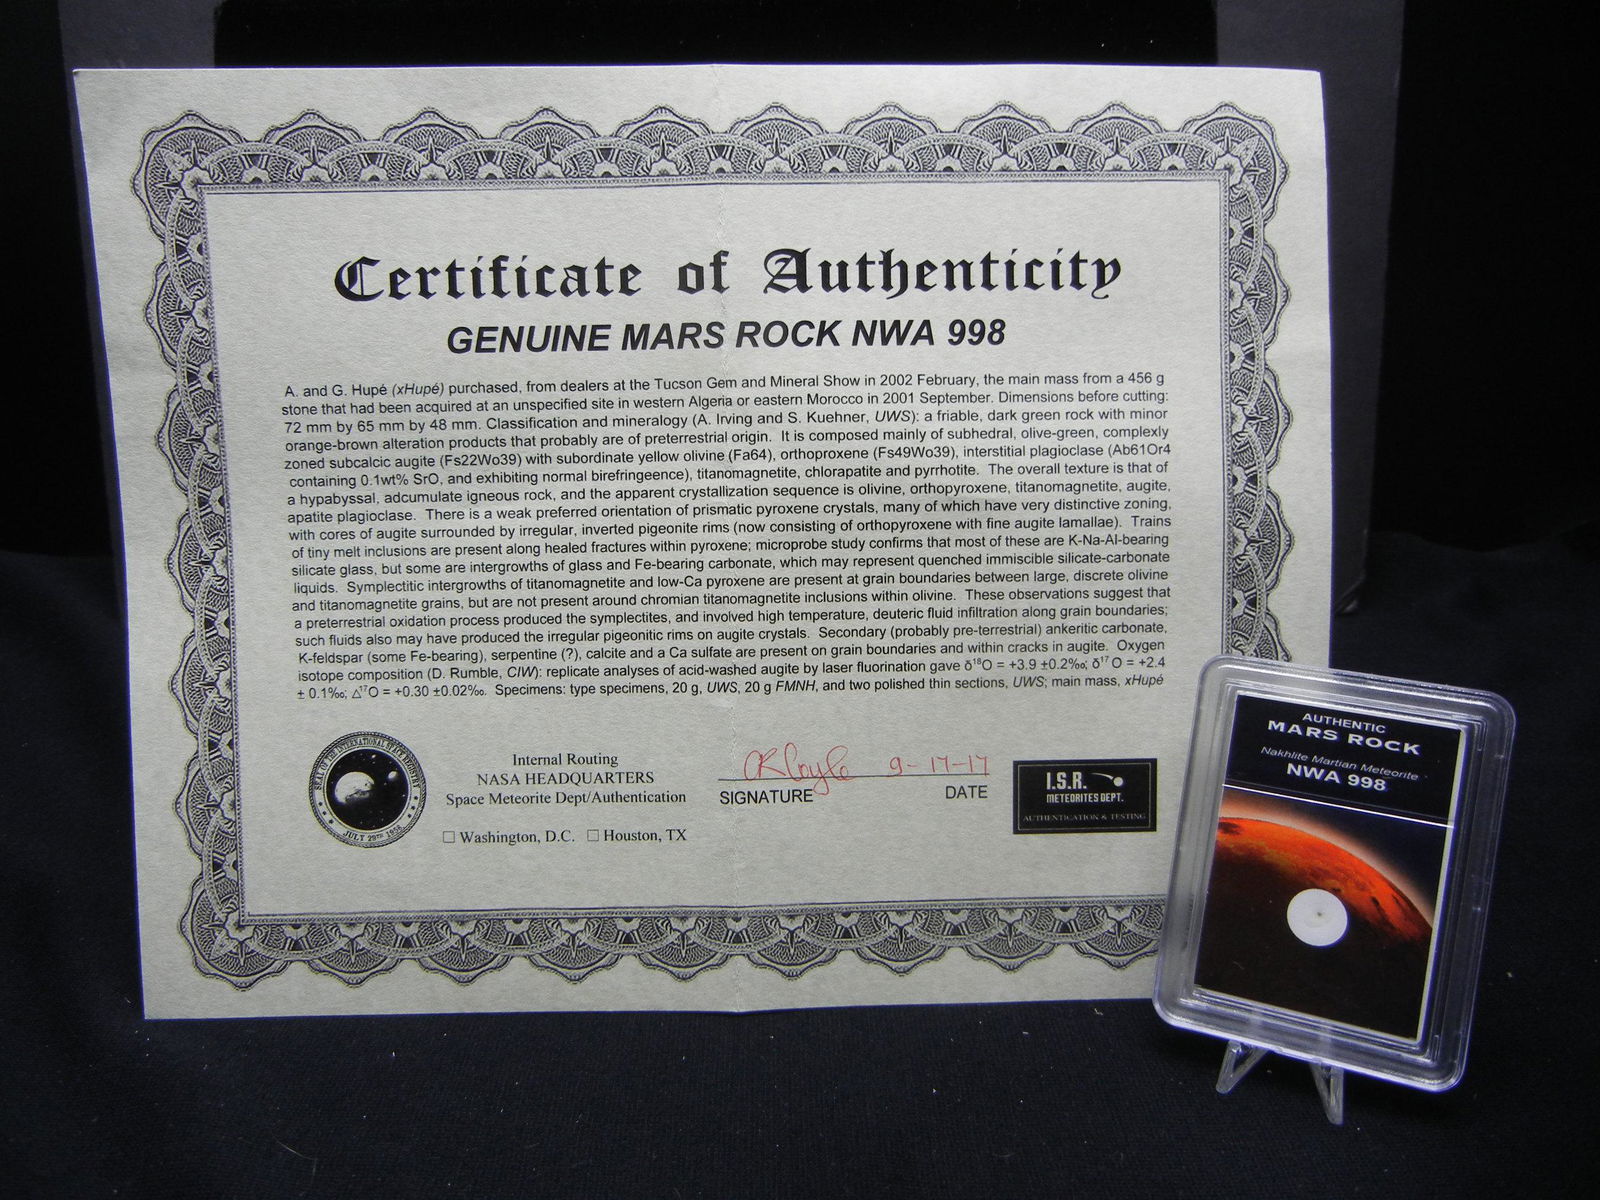 Certificate of Authenticity
GENUINE MARS ROCK NWA 998
A. and G. Hupé (xHupé) purchased, from dealers at the Tucson Gem and Mineral Show in 2002 February, the main mass from a 456 g
stone that had been acquired at an unspecified site in western Algeria or eastern Morocco in 2001 September. Dimensions before cutting:
72 mm by 65 mm by 48 mm. Classification and mineralogy (A. Irving and S. Kuehner, UWS): a friable, dark green rock with minor
orange-brown alteration products that probably are of preterrestrial origin. It is composed mainly of subhedral, olive-green, complexly
zoned subcalcic augite (Fs22Wo39) with subordinate yellow olivine (Fa64), orthoproxene (Fs49Wo39), interstitial plagioclase (Ab61Or4
containing 0.1wt% SrO, and exhibiting normal birefringeence), titanomagnetite, chlorapatite and pyrrhotite. The overall texture is that of
a hypabyssal, adcumulate igneous rock, and the apparent crystallization sequence is olivine, orthopyroxene, titanomagnetite, augite,
apatite plagioclase. There is a weak preferred orientation of prismatic pyroxene crystals, many of which have very distinctive zoning,
with cores of augite surrounded by irregular, inverted pigeonite rims (now consisting of orthopyroxene with fine augite lamallae). Trains
of tiny melt inclusions are present along healed fractures within pyroxene; microprobe study confirms that most of these are K-Na-Al-bearing
silicate glass, but some are intergrowths of glass and Fe-bearing carbonate, which may represent quenched immiscible silicate-carbonate
liquids. Symplectitic intergrowths of titanomagnetite and low-Ca pyroxene are present at grain boundaries between large, discrete olivine
and titanomagnetite grains, but are not present around chromian titanomagnetite inclusions within olivine. These observations suggest that
a preterrestrial oxidation process produced the symplectites, and involved high temperature, deuteric fluid infiltration along grain boundaries;
such fluids also may have produced the irregular pigeonitic rims on augite crystals. Secondary (probably pre-terrestrial) ankeritic carbonate,
K-feldspar (some Fe-bearing), serpentine (?), calcite and a Ca sulfate are present on grain boundaries and within cracks in augite. Oxygen
isotope composition (D. Rumble, CIW): replicate analyses of acid-washed augite by laser fluorination gave δ18O = +3.9 ±0.2‰; δ17 O = +2.4
± 0.1‰; △17O = +0.30 ±0.02‰. Specimens: type specimens, 20 g, UWS, 20 g FMNH, and two polished thin sections, UWS; main mass, xHupé
SEAL OF THE INTERNATIONAL SPACE REGISTRY
JULY 29TH 1958
Internal Routing
NASA HEADQUARTERS
Space Meteorite Dept/Authentication
☐ Washington, D.C. ☐ Houston, TX
9-17-17
SIGNATURE DATE
I.S.R.
METEORITES DEPT.
AUTHENTICATION & TESTING
AUTHENTIC
MARS ROCK
Nakhlite Martian Meteorite
NWA 998